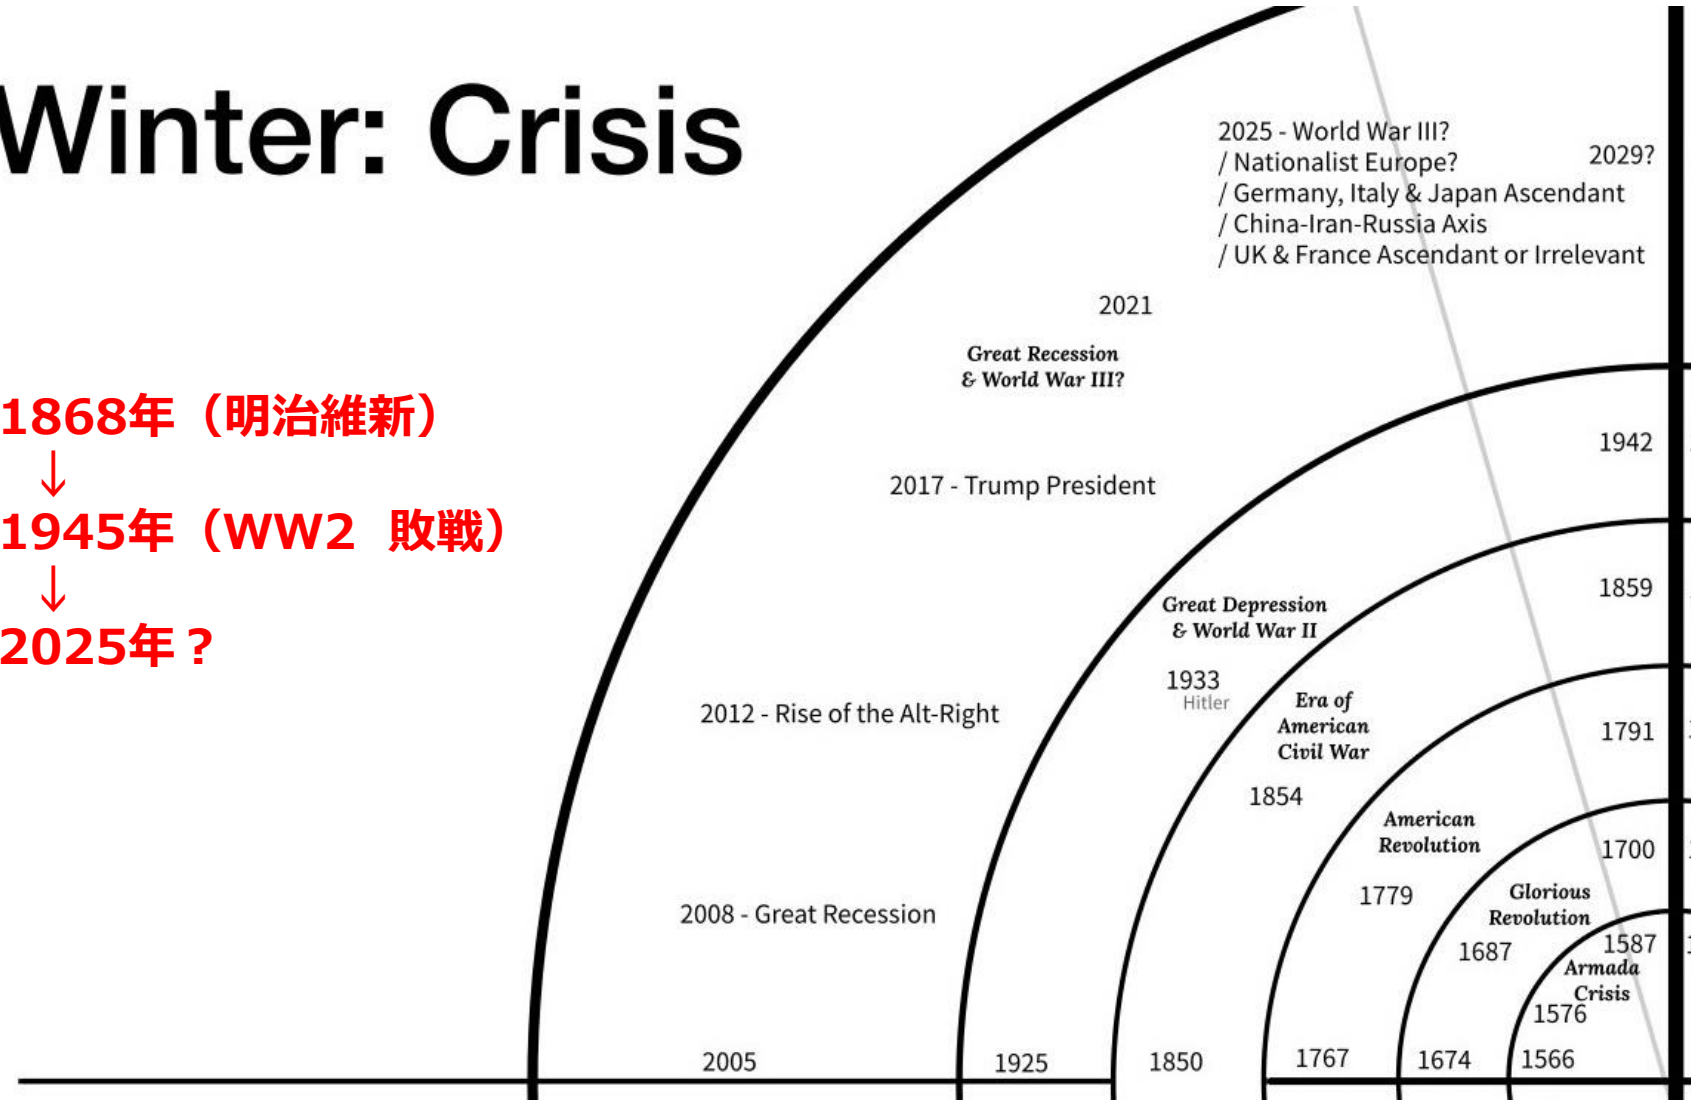 Winter: Crisis
2025 - World War III?
/ Nationalist Europe?
/ Germany, Italy & Japan Ascendant
/ China-Iran-Russia Axis
/ UK & France Ascendant or Irrelevant
2029?
2021
Great Recession
& World War III?
1868年（明治維新）
↓
1945年（WW2 敗戦）
↓
2025年？
2017 - Trump President
1942
1859
Great Depression
& World War II
1933
Hitler
2012 - Rise of the Alt-Right
Era of
American
Civil War
1854
1791
American
Revolution
1779
1700
2008 - Great Recession
Glorious
Revolution
1687
1587
Armada
Crisis
1576
2005
1925
1850
1767
1674
1566